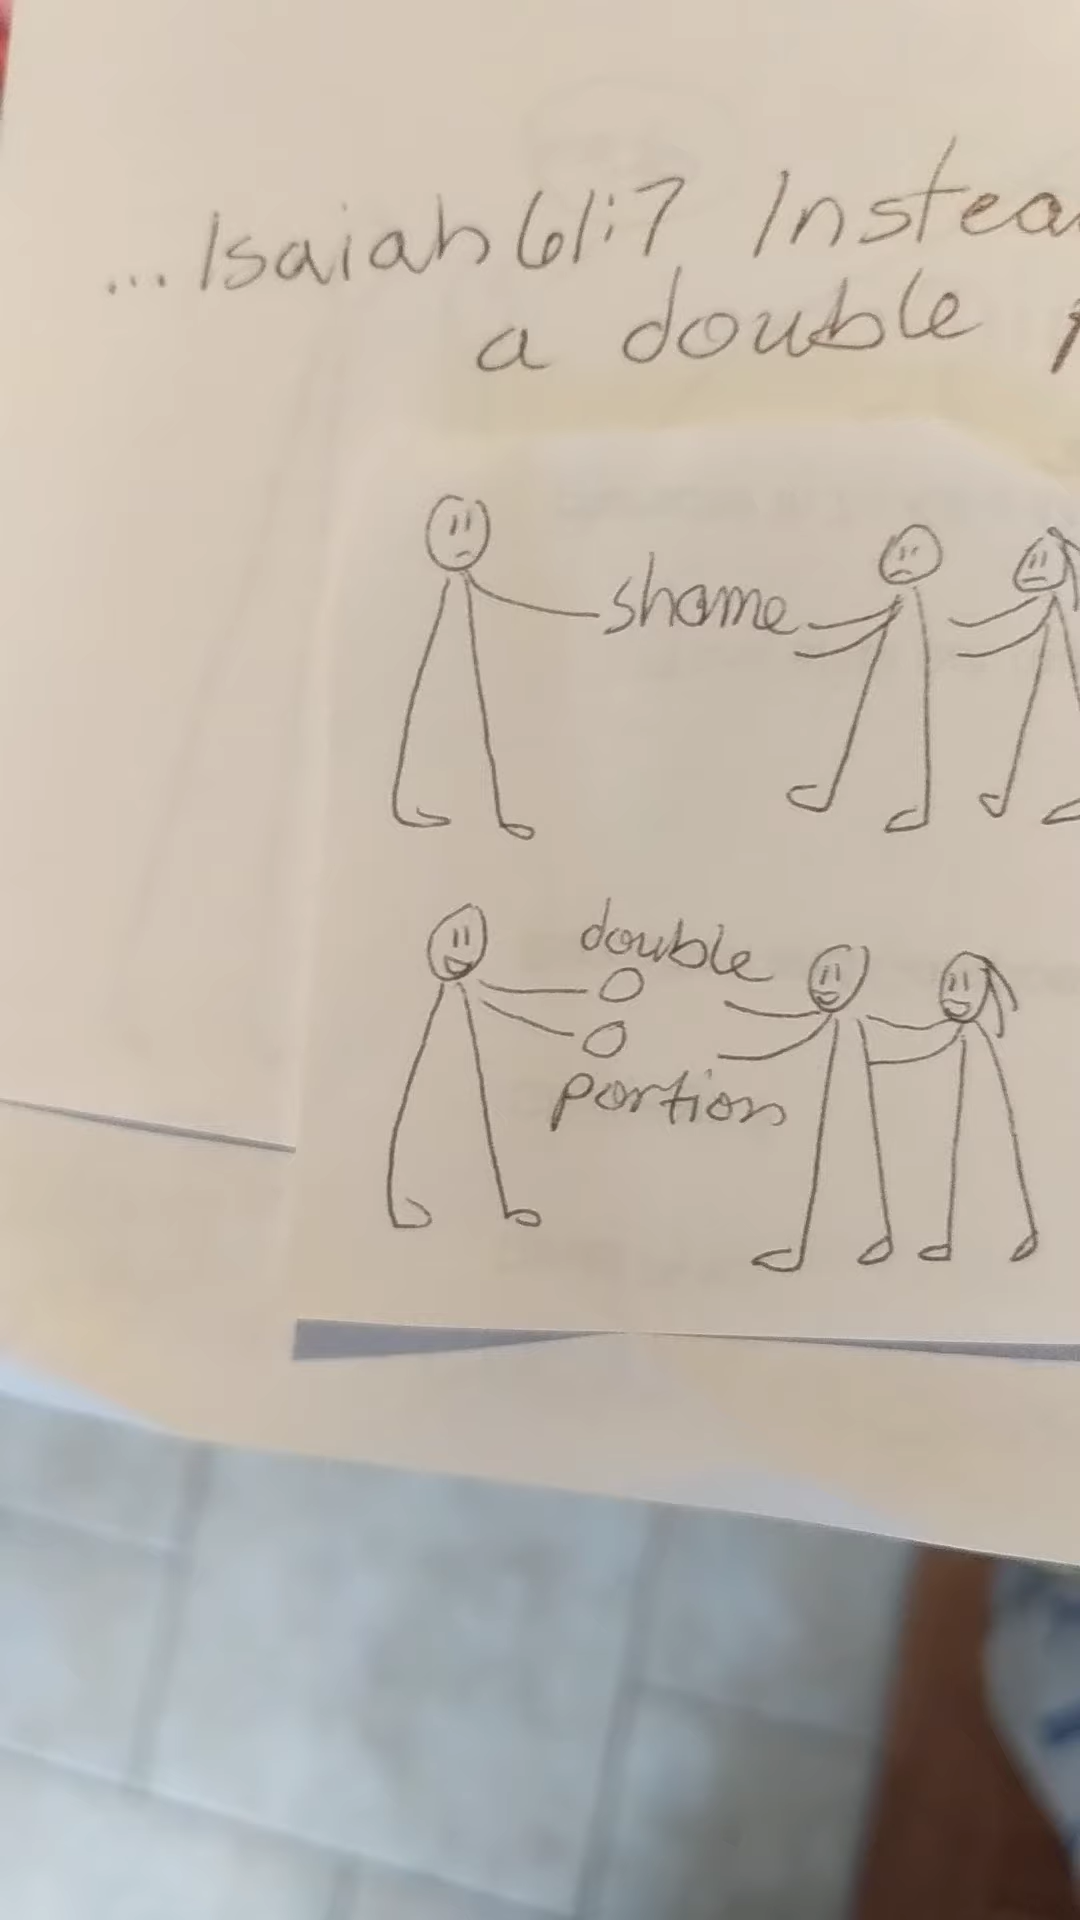 ...Isaiah 61:7 Instea
a double p
shame
double
portion